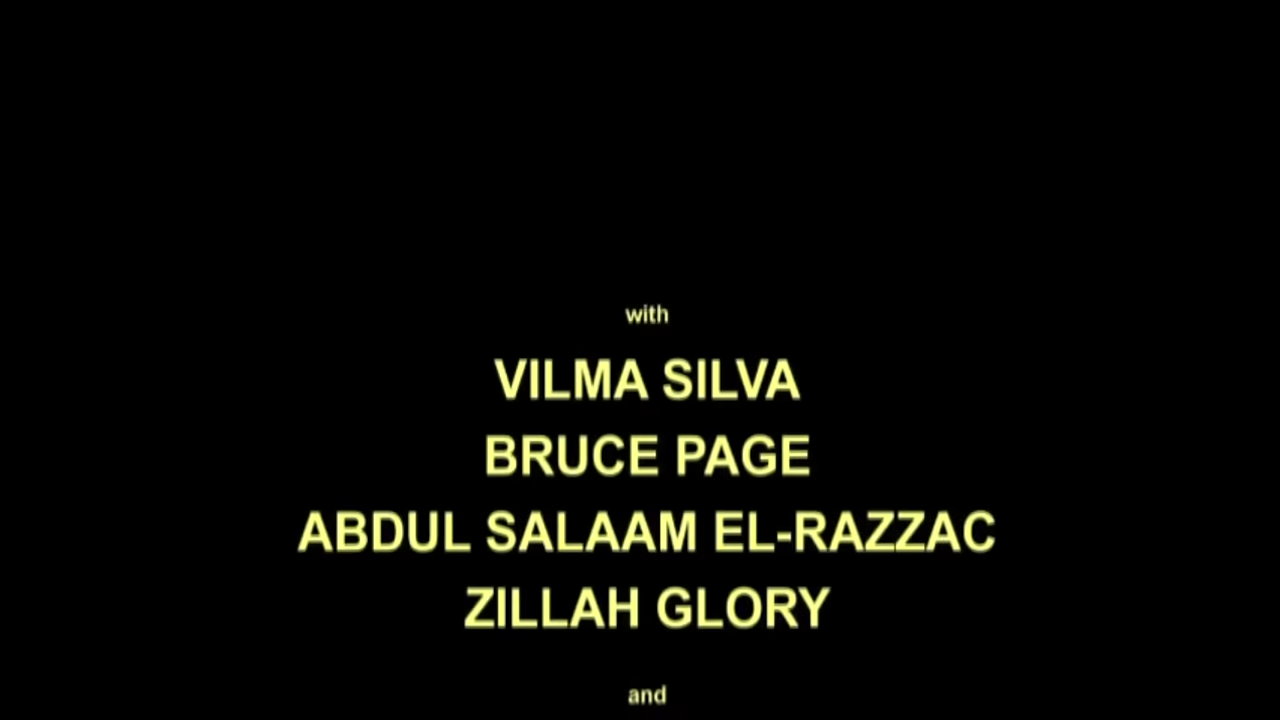 with
VILMA SILVA
BRUCE PAGE
ABDUL SALAAM EL-RAZZAC
ZILLAH GLORY
and